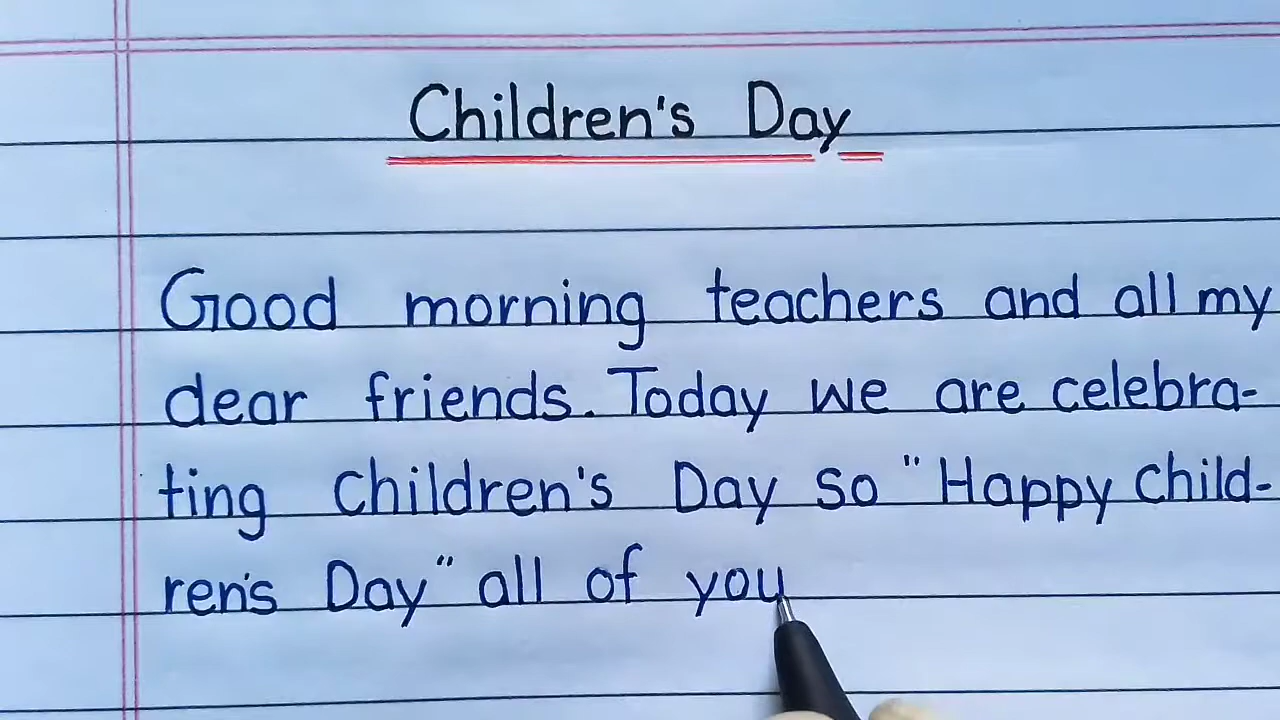 Children's Day
Good morning teachers and all my
dear friends. Today we are celebra-
ting Children's Day so "Happy Child-
ren's Day" all of you